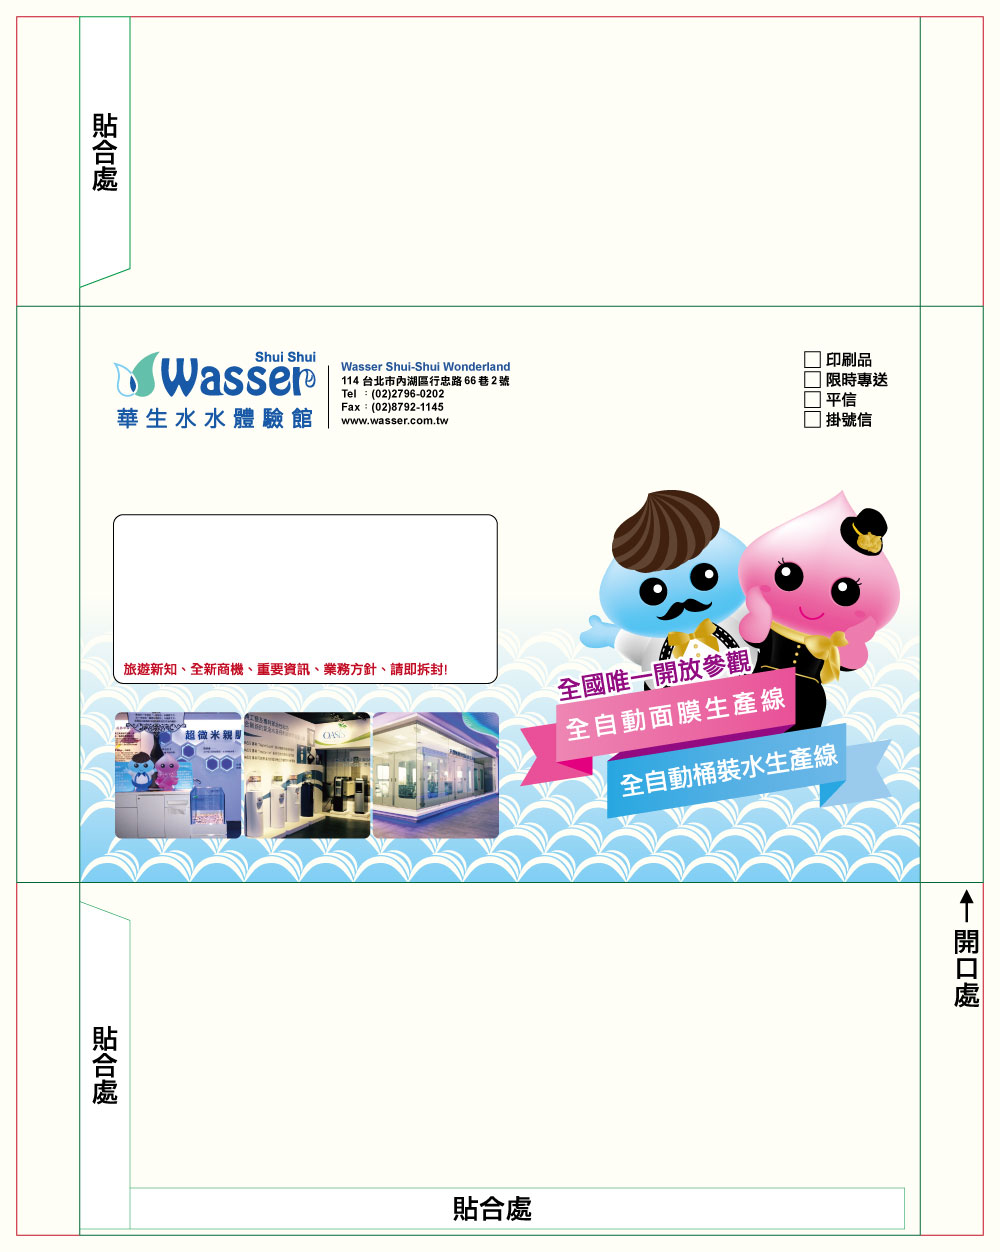 貼合處
Shui Shui
Wasser
華生水水體驗館
Wasser Shui-Shui Wonderland
114 台北市內湖區行忠路 66 巷 2 號
Tel : (02)2796-0202
Fax : (02)8792-1145
www.wasser.com.tw
印刷品
限時專送
平信
掛號信
旅遊新知、全新商機、重要資訊、業務方針、請即拆封!
全國唯一開放參觀
全自動面膜生產線
全自動桶裝水生產線
超微米親膚
OASIS
開口處
貼合處
貼合處